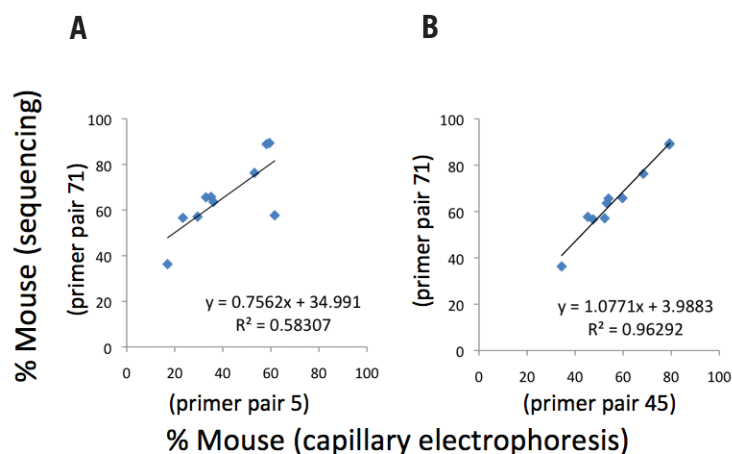 A
B
% Mouse (sequencing)
(primer pair 71)
100
80
60
40
20
0
y = 0.7562x + 34.991
R² = 0.58307
0 20 40 60 80 100
(primer pair 5)
(primer pair 71)
100
80
60
40
20
0
y = 1.0771x + 3.9883
R² = 0.96292
0 20 40 60 80 100
(primer pair 45)
% Mouse (capillary electrophoresis)